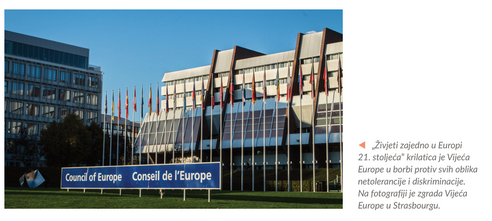 Council of Europe Conseil de l'Europe
„Živjeti zajedno u Europi
21. stoljeća" krilatica je Vijeća
Europe u borbi protiv svih oblika
netolerancije i diskriminacije.
Na fotografiji je zgrada Vijeća
Europe u Strasbourgu.